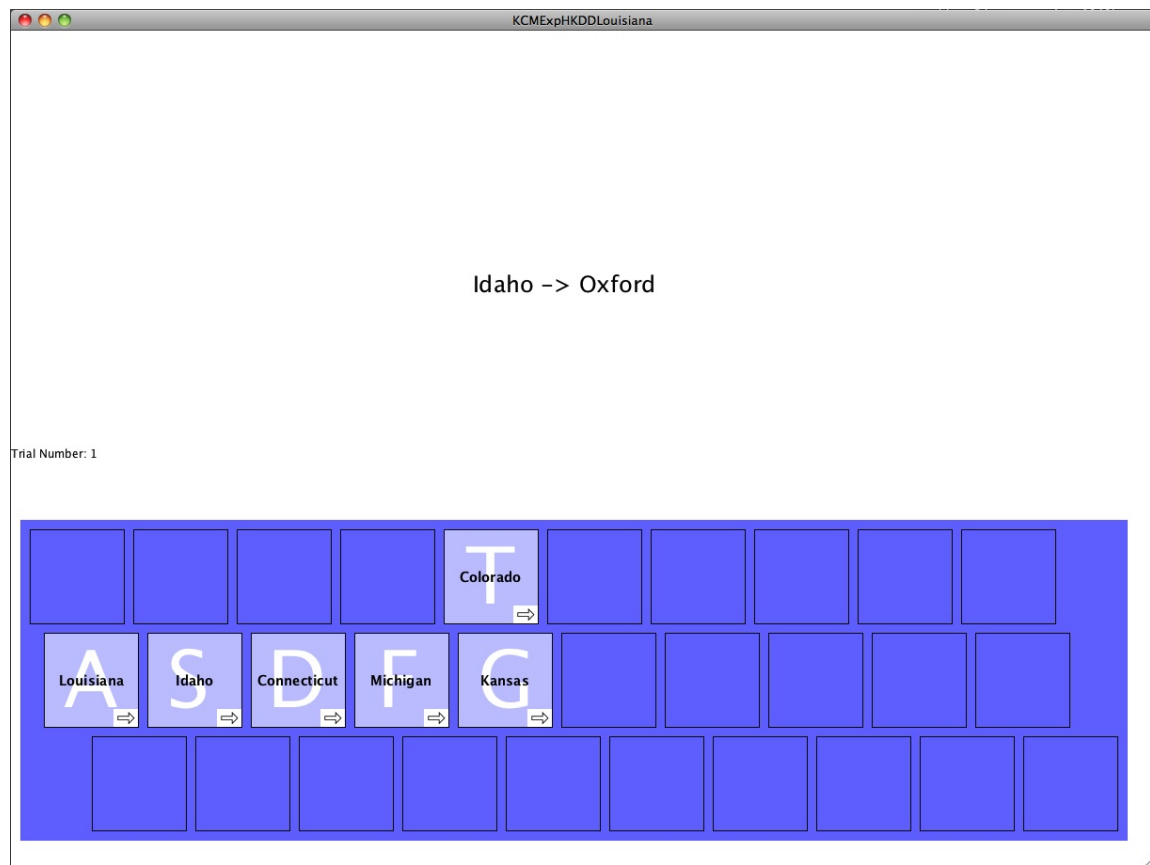 KCMExpHKDDLouisiana
Idaho -> Oxford
Trial Number: 1
T
Colorado
A S D F G
Louisiana Idaho Connecticut Michigan Kansas